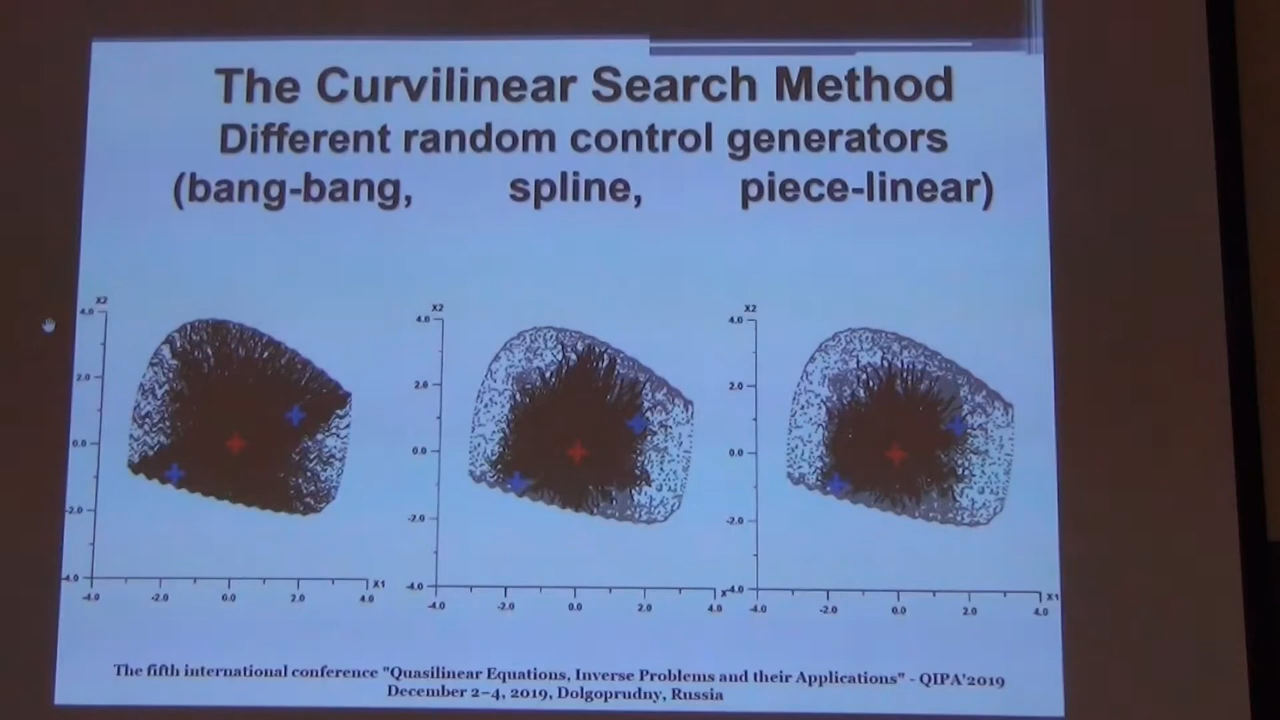 The Curvilinear Search Method
Different random control generators
(bang-bang, spline, piece-linear)
X2 X2 X2
4.0 4.0 4.0
2.0 2.0 2.0
0.0 0.0 0.0
-2.0 -2.0 -2.0
-4.0 -4.0 -4.0
X1 X1
-4.0 -2.0 0.0 2.0 4.0 -4.0 -2.0 0.0 2.0 4.0 -4.0 -2.0 0.0 2.0 4.0
The fifth international conference "Quasilinear Equations, Inverse Problems and their Applications" - QIPA'2019
December 2–4, 2019, Dolgoprudny, Russia